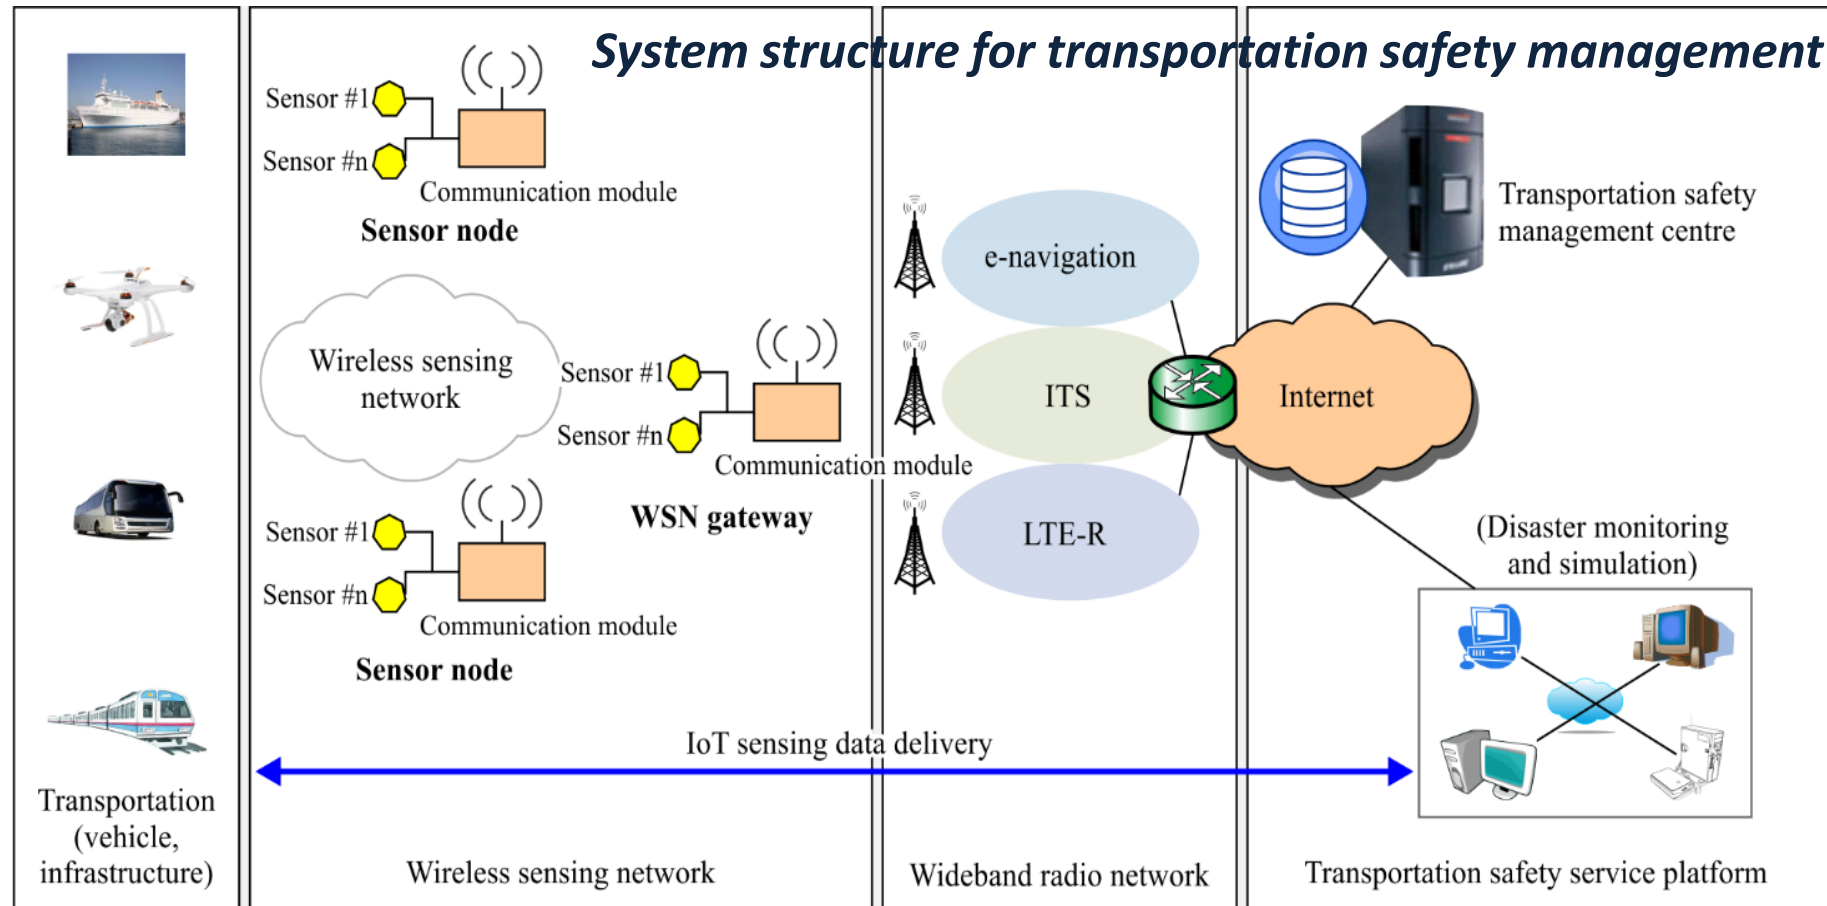 System structure for transportation safety management
Sensor #1
Sensor #n
Communication module
Sensor node
Wireless sensing
network
Sensor #1
Sensor #n
Communication module
WSN gateway
Sensor #1
Sensor #n
Communication module
Sensor node
e-navigation
ITS
LTE-R
Transportation safety
management centre
Internet
(Disaster monitoring
and simulation)
IoT sensing data delivery
Transportation
(vehicle,
infrastructure)
Wireless sensing network
Wideband radio network
Transportation safety service platform